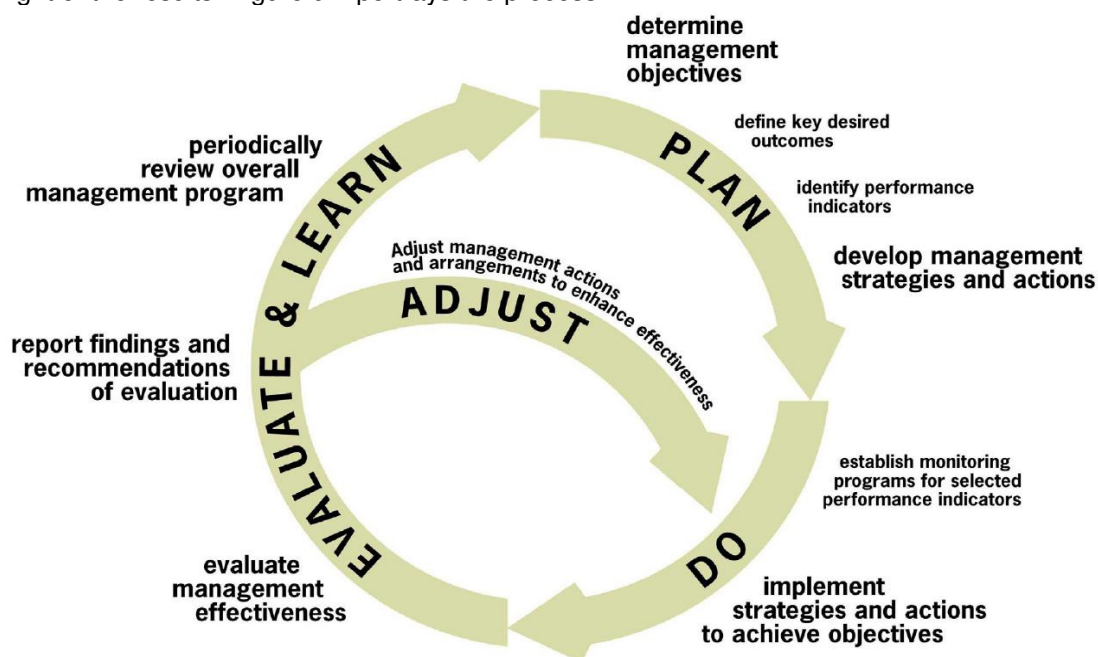 determine
management
objectives
define key desired
outcomes
PLAN
identify performance
indicators
develop management
strategies and actions
periodically
review overall
management program
Adjust management actions
and arrangements to enhance effectiveness
ADJUST
EVALUATE & LEARN
report findings and
recommendations
of evaluation
establish monitoring
programs for selected
performance indicators
DO
evaluate
management
effectiveness
implement
strategies and actions
to achieve objectives